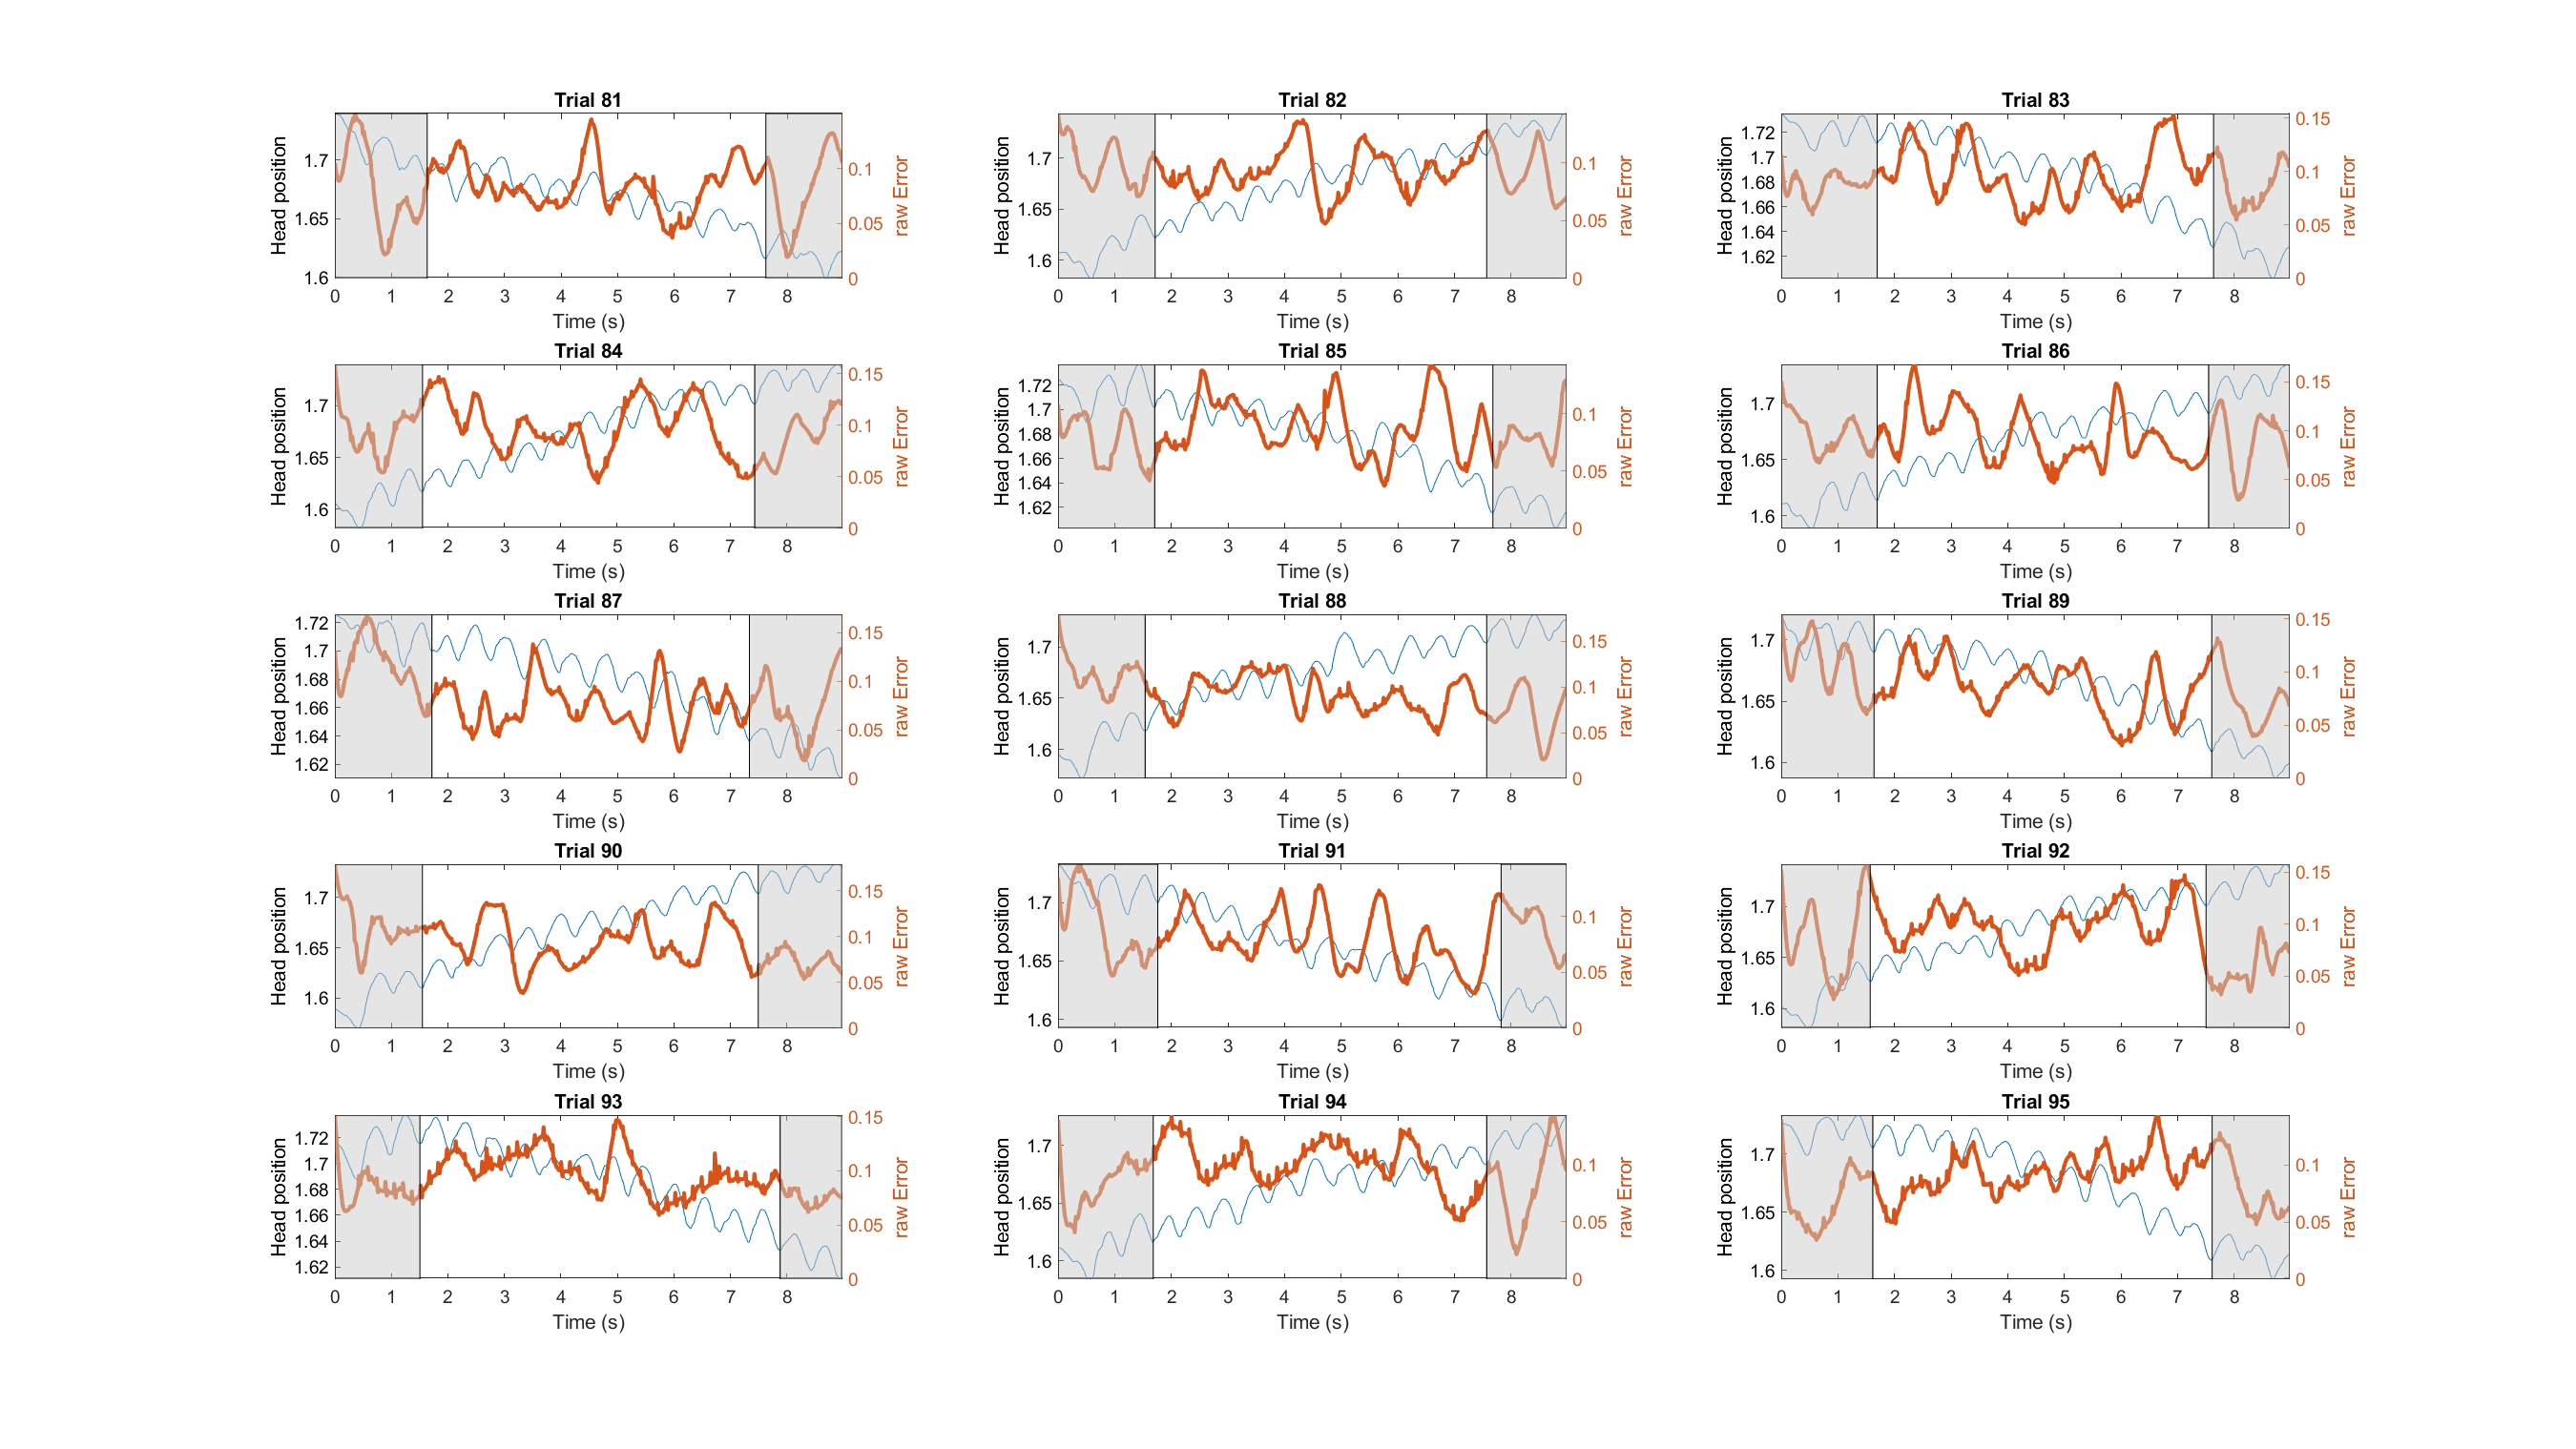 Trial 81
Head position
1.7
1.65
1.6
0.1
0.05
0
raw Error
0 1 2 3 4 5 6 7 8
Time (s)
Trial 82
Head position
1.7
1.65
1.6
0.1
0.05
0
raw Error
0 1 2 3 4 5 6 7 8
Time (s)
Trial 83
Head position
1.72
1.7
1.68
1.66
1.64
1.62
0.15
0.1
0.05
0
raw Error
0 1 2 3 4 5 6 7 8
Time (s)
Trial 84
Head position
1.7
1.65
1.6
0.15
0.1
0.05
0
raw Error
0 1 2 3 4 5 6 7 8
Time (s)
Trial 85
Head position
1.72
1.7
1.68
1.66
1.64
1.62
0.1
0.05
0
raw Error
0 1 2 3 4 5 6 7 8
Time (s)
Trial 86
Head position
1.7
1.65
1.6
0.15
0.1
0.05
0
raw Error
0 1 2 3 4 5 6 7 8
Time (s)
Trial 87
Head position
1.72
1.7
1.68
1.66
1.64
1.62
0.15
0.1
0.05
0
raw Error
0 1 2 3 4 5 6 7 8
Time (s)
Trial 88
Head position
1.7
1.65
1.6
0.15
0.1
0.05
0
raw Error
0 1 2 3 4 5 6 7 8
Time (s)
Trial 89
Head position
1.7
1.65
1.6
0.15
0.1
0.05
0
raw Error
0 1 2 3 4 5 6 7 8
Time (s)
Trial 90
Head position
1.7
1.65
1.6
0.15
0.1
0.05
0
raw Error
0 1 2 3 4 5 6 7 8
Time (s)
Trial 91
Head position
1.7
1.65
1.6
0.1
0.05
0
raw Error
0 1 2 3 4 5 6 7 8
Time (s)
Trial 92
Head position
1.7
1.65
1.6
0.15
0.1
0.05
0
raw Error
0 1 2 3 4 5 6 7 8
Time (s)
Trial 93
Head position
1.72
1.7
1.68
1.66
1.64
1.62
0.15
0.1
0.05
0
raw Error
0 1 2 3 4 5 6 7 8
Time (s)
Trial 94
Head position
1.7
1.65
1.6
0.1
0.05
0
raw Error
0 1 2 3 4 5 6 7 8
Time (s)
Trial 95
Head position
1.7
1.65
1.6
0.1
0.05
0
raw Error
0 1 2 3 4 5 6 7 8
Time (s)